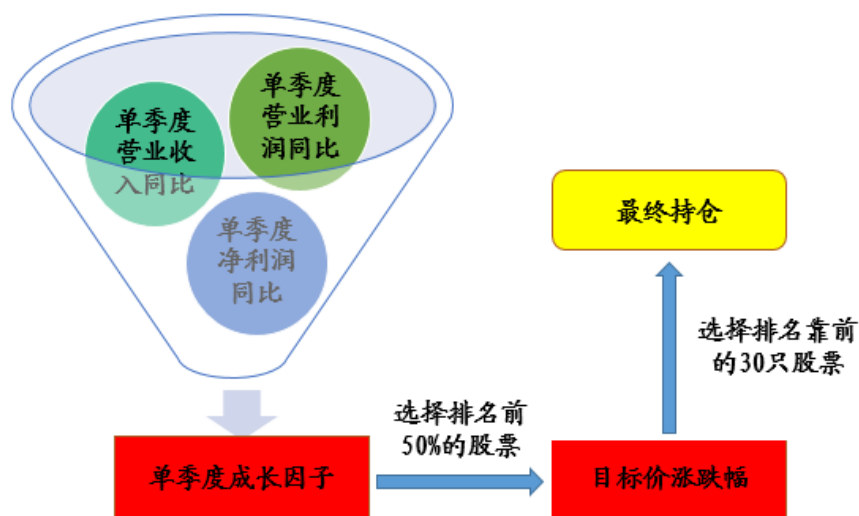 单季度
营业收
入同比
单季度
营业利
润同比
单季度
净利润
同比
单季度成长因子
选择排名前
50%的股票
目标价涨跌幅
选择排名靠前
的30只股票
最终持仓